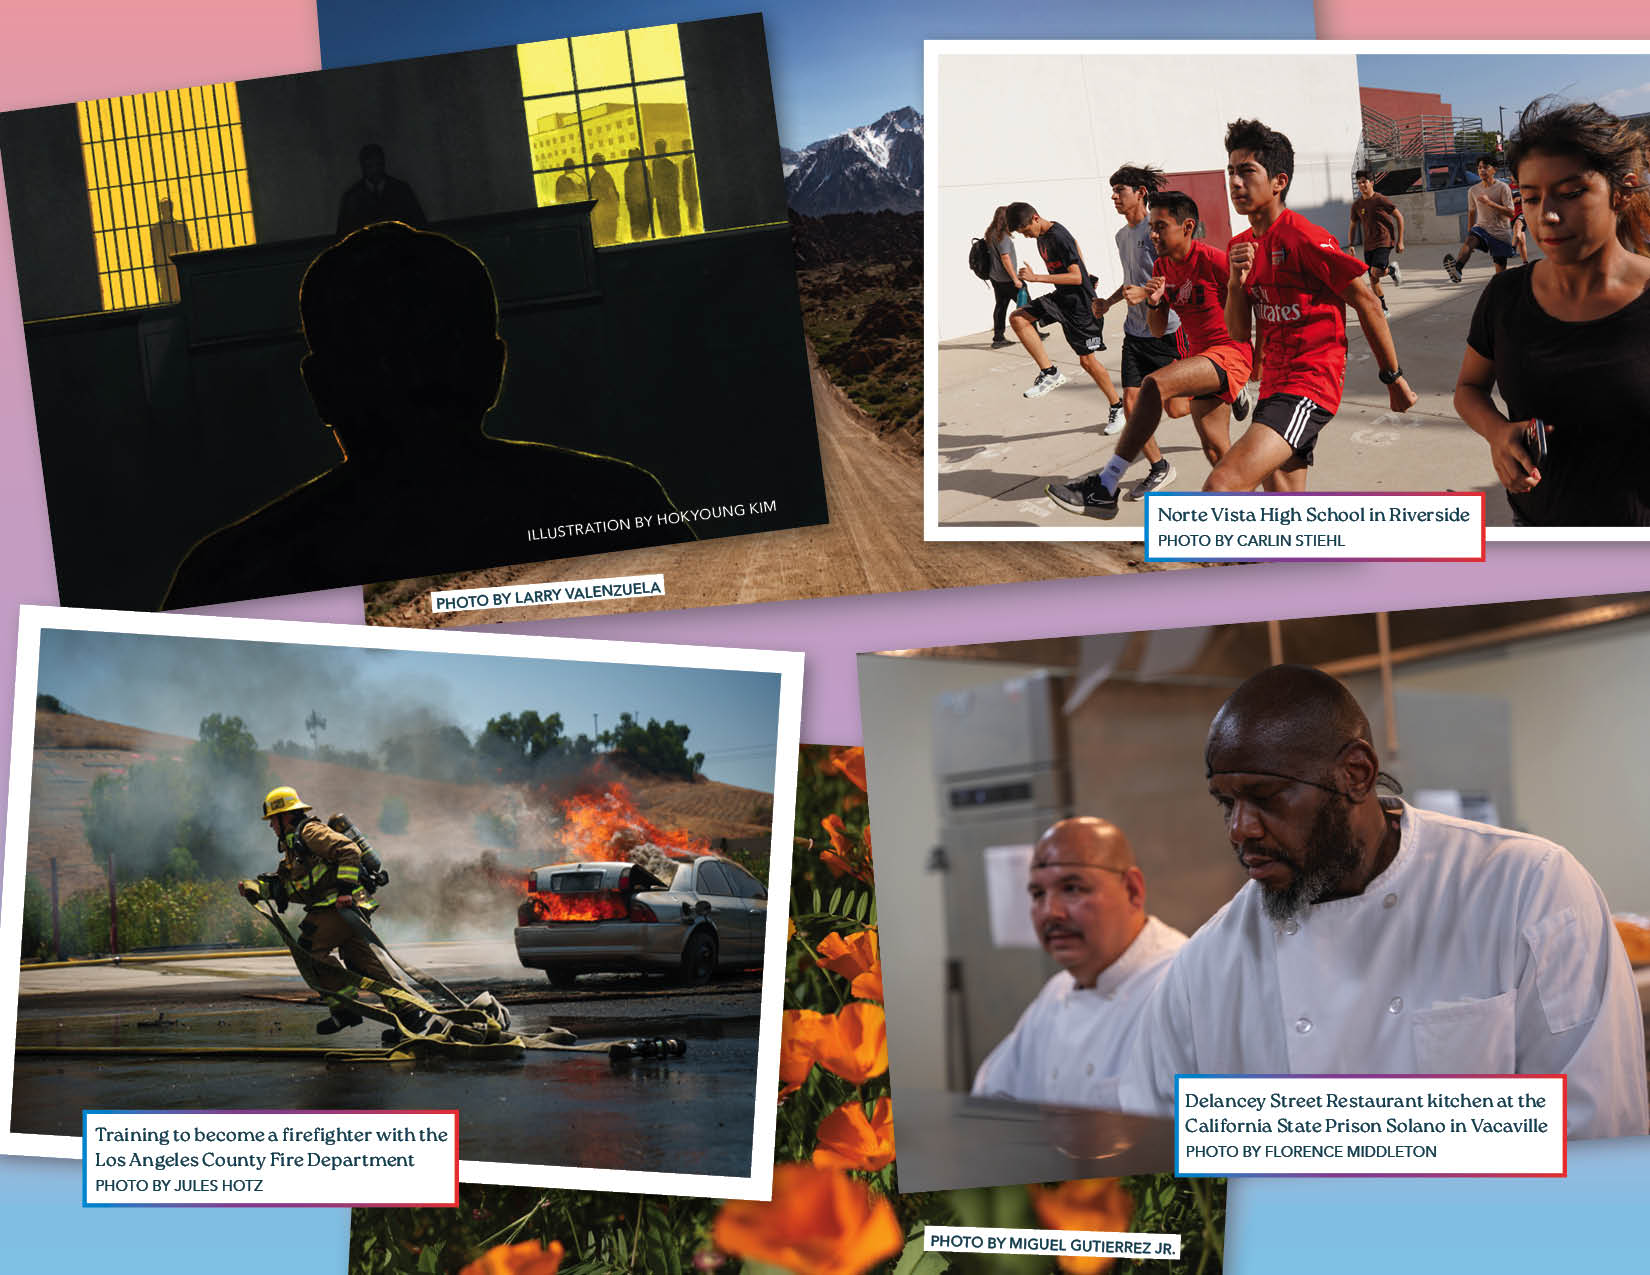 ILLUSTRATION BY HOKYOUNG KIM
PHOTO BY LARRY VALENZUELA
Norte Vista High School in Riverside
PHOTO BY CARLIN STIEHL
Training to become a firefighter with the
Los Angeles County Fire Department
PHOTO BY JULES HOTZ
Delancey Street Restaurant kitchen at the
California State Prison Solano in Vacaville
PHOTO BY FLORENCE MIDDLETON
PHOTO BY MIGUEL GUTIERREZ JR.